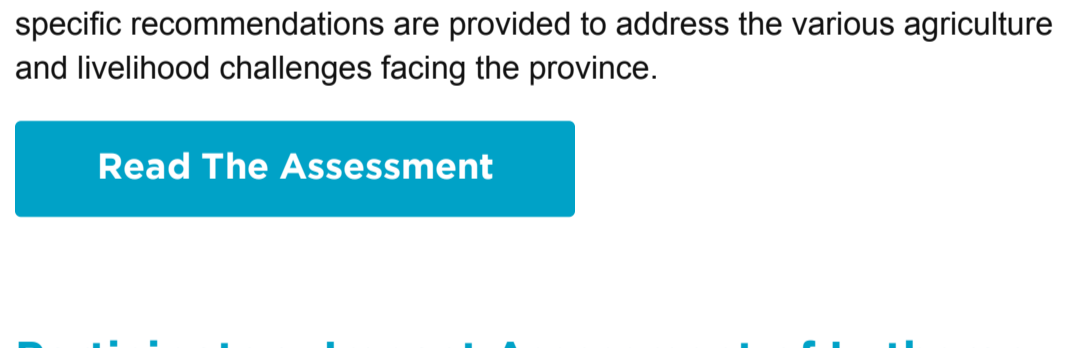 specific recommendations are provided to address the various agriculture
and livelihood challenges facing the province.
Read The Assessment